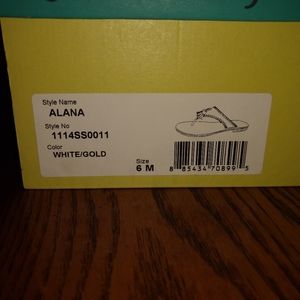 Style Name
ALANA
Style No
1114SS0011
Color
WHITE/GOLD
Size
6 M
8 85434 70899 5